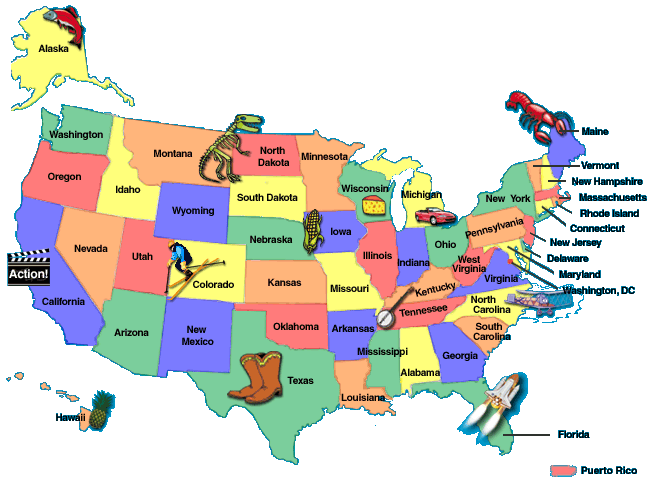 Alaska
Washington
Oregon
Idaho
Montana
North
Dakota
Minnesota
South Dakota
Wyoming
Nebraska
Iowa
Wisconsin
Michigan
Maine
Vermont
New Hampshire
Massachusetts
Rhode Island
Connecticut
New Jersey
Delaware
Maryland
Washington, DC
New York
Pennsylvania
Ohio
Indiana
Illinois
West
Virginia
Virginia
Kentucky
Tennessee
North
Carolina
South
Carolina
Georgia
Alabama
Mississippi
Louisiana
Arkansas
Missouri
Kansas
Oklahoma
Texas
New
Mexico
Colorado
Utah
Arizona
Nevada
California
Action!
Hawaii
Florida
Puerto Rico